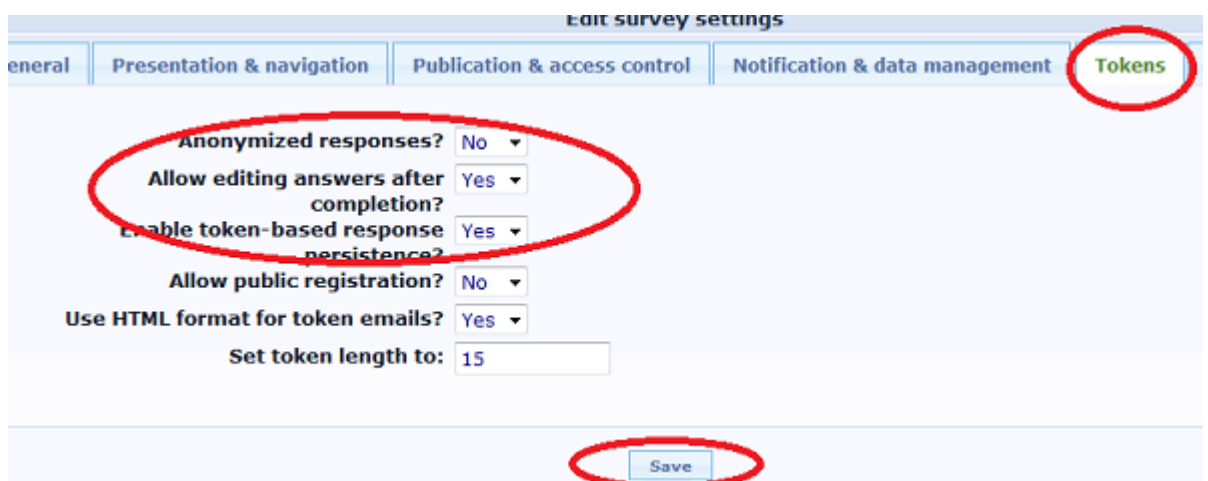 Edit survey settings
eneral Presentation & navigation Publication & access control Notification & data management Tokens
Anonymized responses? No
Allow editing answers after Yes
completion?
Enable token-based response Yes
persistence?
Allow public registration? No
Use HTML format for token emails? Yes
Set token length to: 15
Save